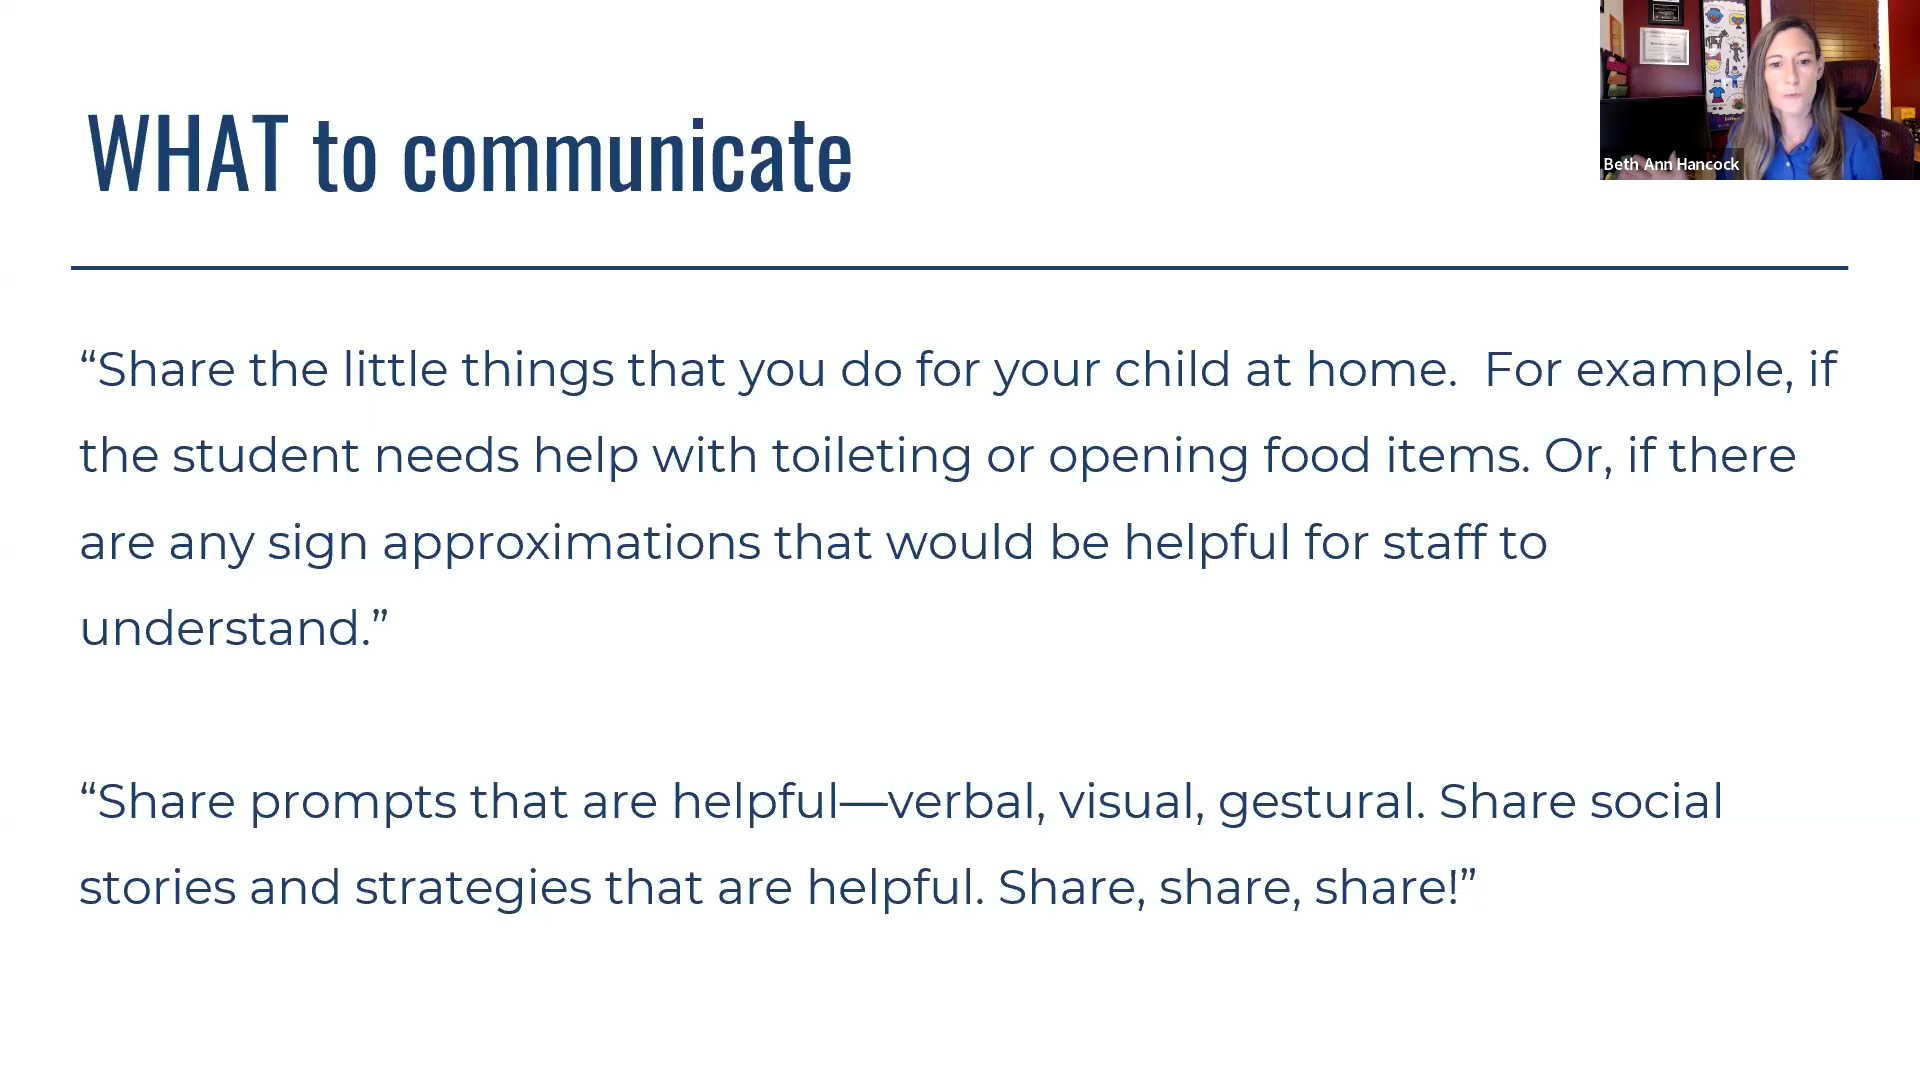 WHAT to communicate
Beth Ann Hancock
“Share the little things that you do for your child at home.  For example, if
the student needs help with toileting or opening food items. Or, if there
are any sign approximations that would be helpful for staff to
understand.”
“Share prompts that are helpful—verbal, visual, gestural. Share social
stories and strategies that are helpful. Share, share, share!”